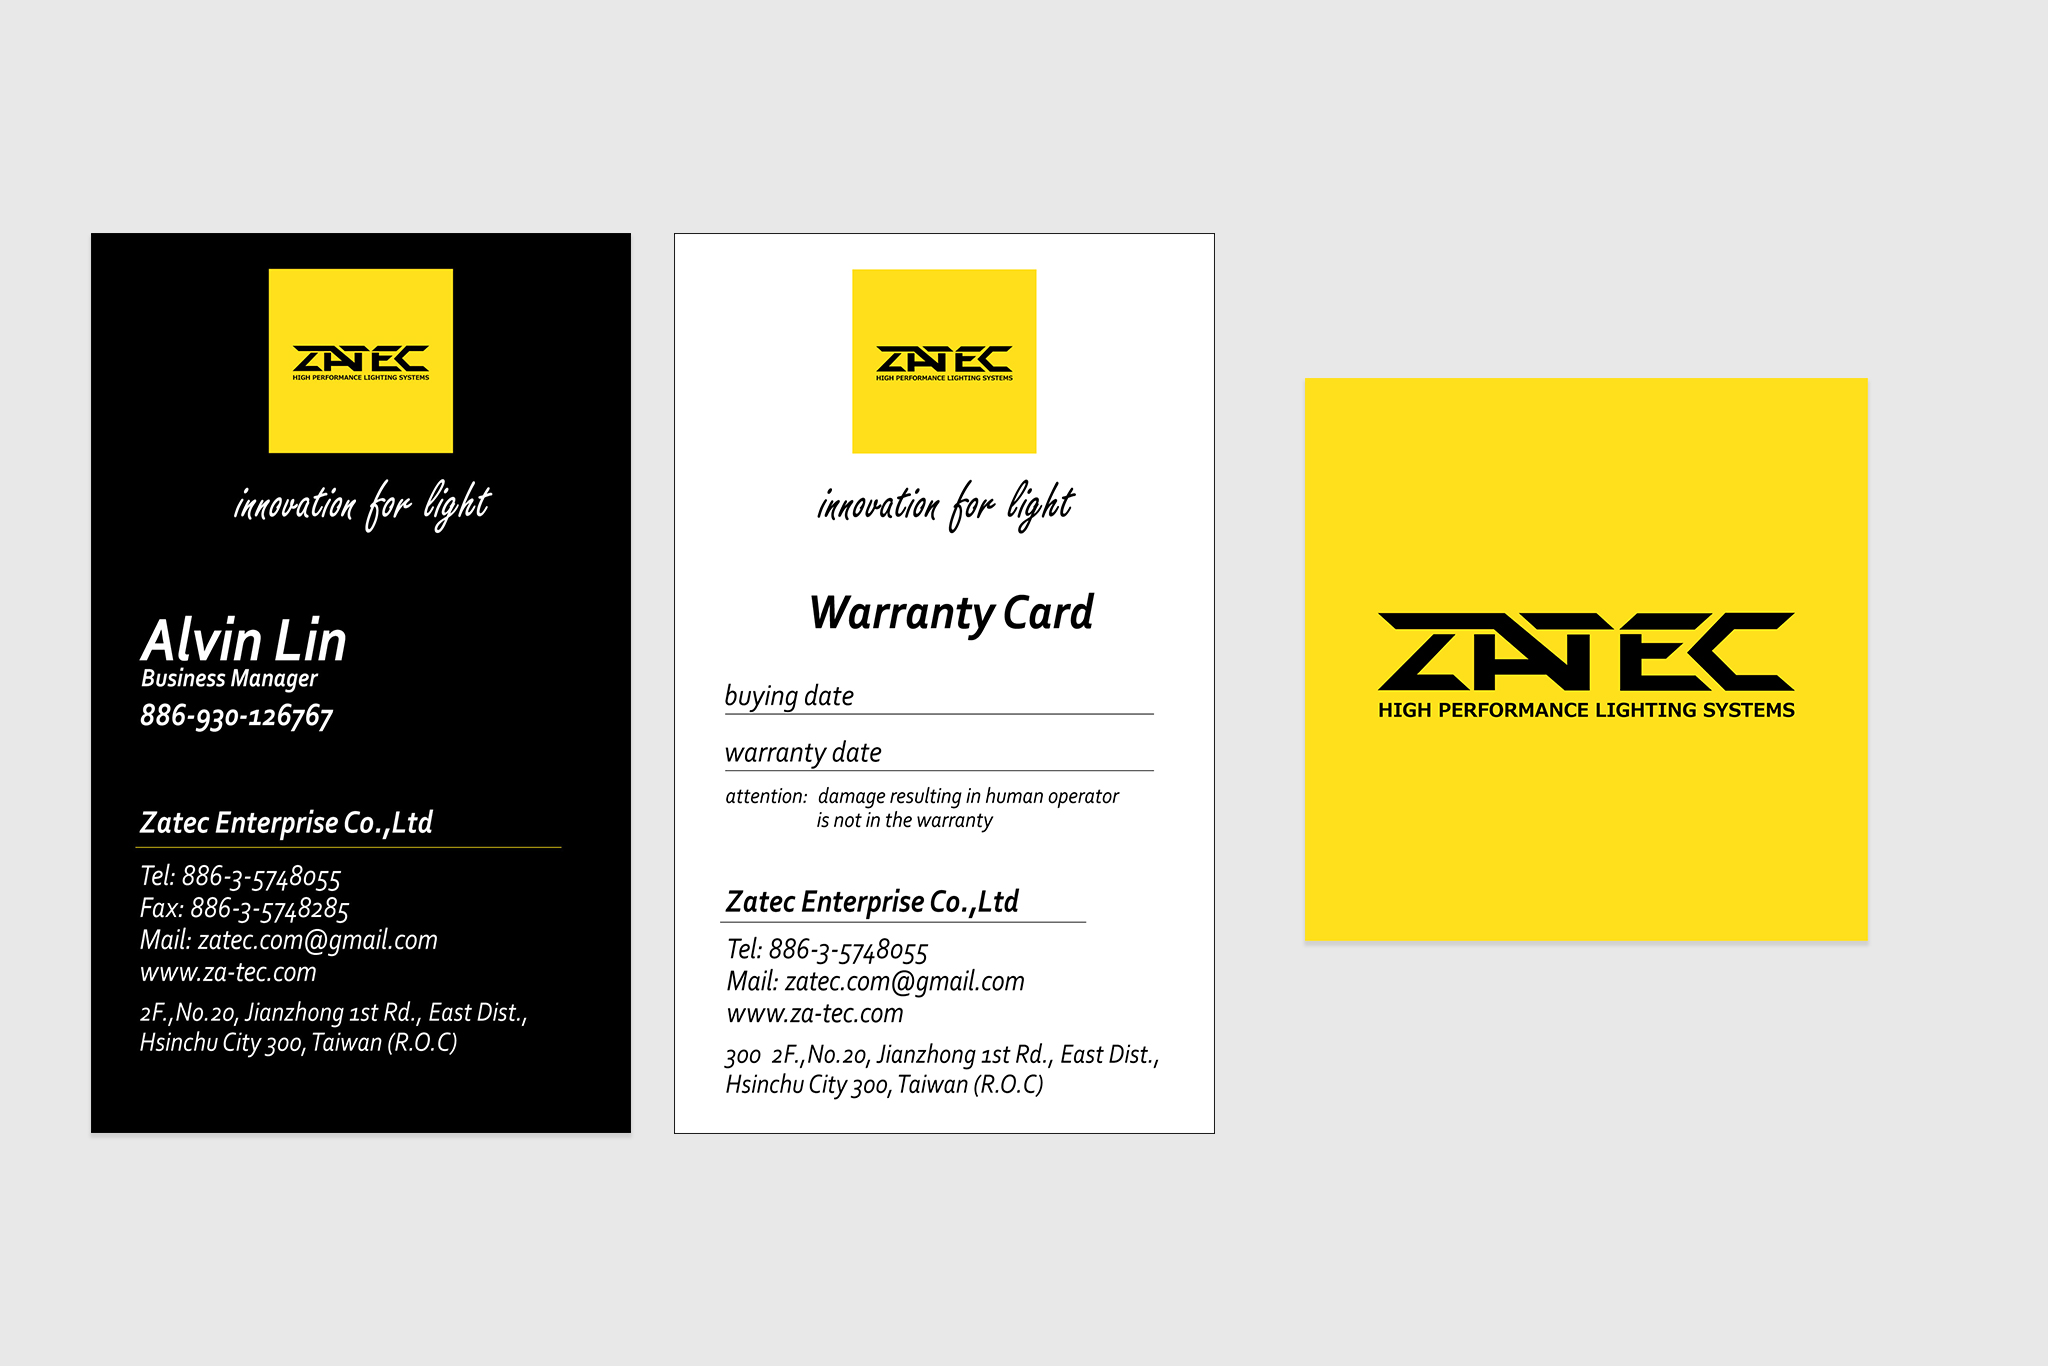 ZATEC
HIGH PERFORMANCE LIGHTING SYSTEMS
innovation for light
Alvin Lin
Business Manager
886-930-126767
Zatec Enterprise Co.,Ltd
Tel: 886-3-5748055
Fax: 886-3-5748285
Mail: zatec.com@gmail.com
www.za-tec.com
2F.,No.20, Jianzhong 1st Rd., East Dist.,
Hsinchu City 300, Taiwan (R.O.C)
ZATEC
HIGH PERFORMANCE LIGHTING SYSTEMS
innovation for light
Warranty Card
buying date
warranty date
attention: damage resulting in human operator
is not in the warranty
Zatec Enterprise Co.,Ltd
Tel: 886-3-5748055
Mail: zatec.com@gmail.com
www.za-tec.com
300 2F.,No.20, Jianzhong 1st Rd., East Dist.,
Hsinchu City 300, Taiwan (R.O.C)
ZATEC
HIGH PERFORMANCE LIGHTING SYSTEMS